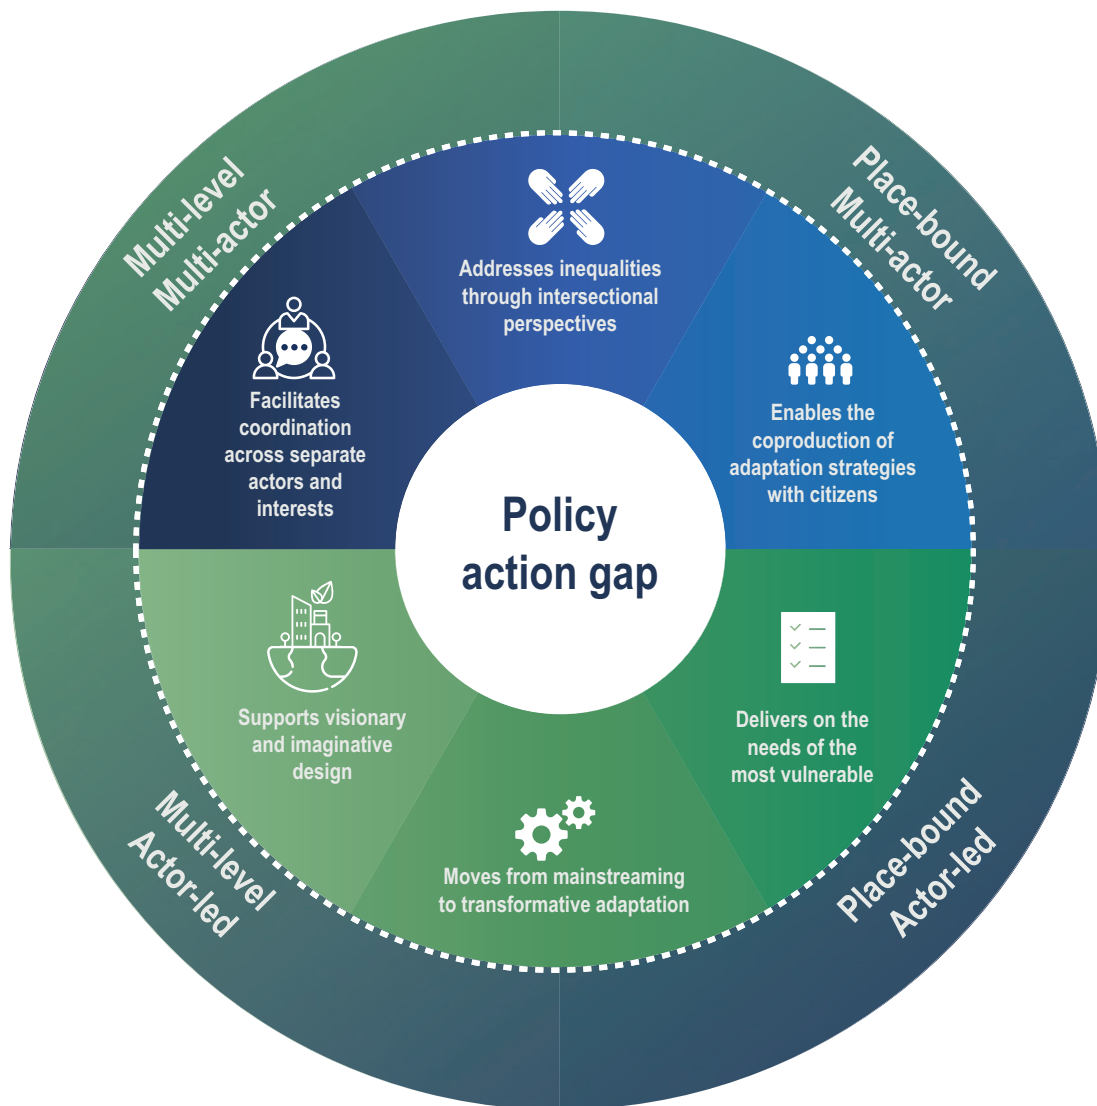 Multi-level
Multi-actor
Place-bound
Multi-actor
Addresses inequalities
through intersectional
perspectives
Facilitates
coordination
across separate
actors and
interests
Enables the
coproduction of
adaptation strategies
with citizens
Policy
action gap
Supports visionary
and imaginative
design
Delivers on the
needs of the
most vulnerable
Moves from mainstreaming
to transformative adaptation
Multi-level
Actor-led
Place-bound
Actor-led